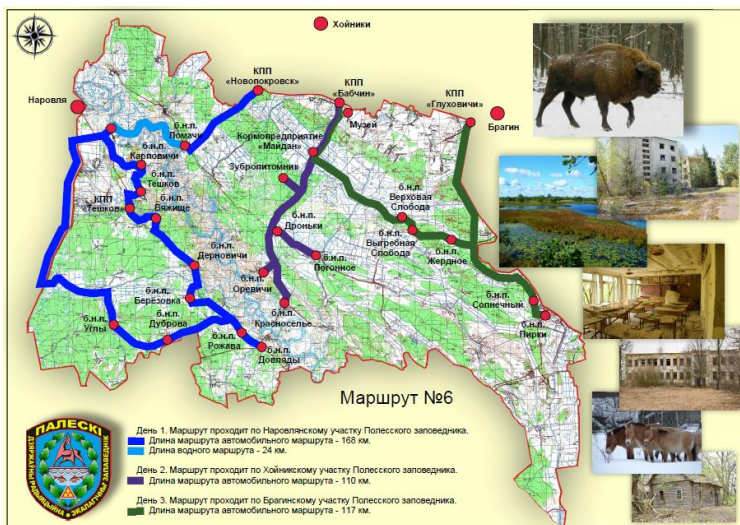 Хойники
КПП
«Новопокровск»
КПП
«Бабчин»
КПП
«Глуховичи»
Наровля
Музей
Брагин
б.н.п.
Помачи
Кормопредприятие
«Майдан»
б.н.п.
Карповичи
Зубропитомник
б.н.п.
Тешков
б.н.п.
Верховая
Слобода
КПП
«Тешков»
б.н.п.
Вяжище
б.н.п.
Дроньки
б.н.п.
Выгребная
Слобода
б.н.п.
Жердное
б.н.п.
Дерновичи
б.н.п.
Погонное
б.н.п.
Оревичи
б.н.п.
Берёзовка
б.н.п.
Солнечный
б.н.п.
Красноселье
б.н.п.
Углы
б.н.п.
Дуброва
б.н.п.
Рожава
б.н.п.
Довляды
б.н.п.
Пирки
Маршрут №6
ПАЛЕСКІ
ДЗЯРЖАЎНЫ РАДЫЯЦЫЙНА-ЭКАЛАГІЧНЫ ЗАПАВЕДНІК
День 1. Маршрут проходит по Наровлянскому участку Полесского заповедника.
Длина маршрута автомобильного маршрута - 168 км.
Длина водного маршрута - 24 км.
День 2. Маршрут проходит по Хойникскому участку Полесского заповедника.
Длина маршрута автомобильного маршрута - 110 км.
День 3. Маршрут проходит по Брагинскому участку Полесского заповедника.
Длина маршрута автомобильного маршрута - 117 км.